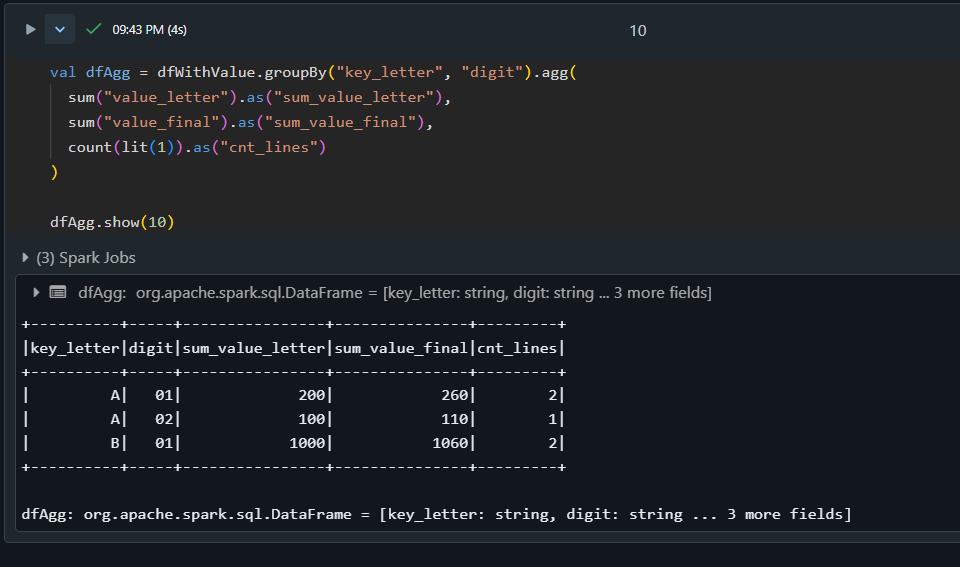 09:43 PM (4s)
10
val dfAgg = dfWithValue.groupBy("key_letter", "digit").agg(
  sum("value_letter").as("sum_value_letter"),
  sum("value_final").as("sum_value_final"),
  count(lit(1)).as("cnt_lines")
)
dfAgg.show(10)
(3) Spark Jobs
dfAgg: org.apache.spark.sql.DataFrame = [key_letter: string, digit: string ... 3 more fields]
+----------+-----+----------------+---------------+---------+
|key_letter|digit|sum_value_letter|sum_value_final|cnt_lines|
+----------+-----+----------------+---------------+---------+
|         A|   01|             200|            260|        2|
|         A|   02|             100|            110|        1|
|         B|   01|            1000|           1060|        2|
+----------+-----+----------------+---------------+---------+
dfAgg: org.apache.spark.sql.DataFrame = [key_letter: string, digit: string ... 3 more fields]